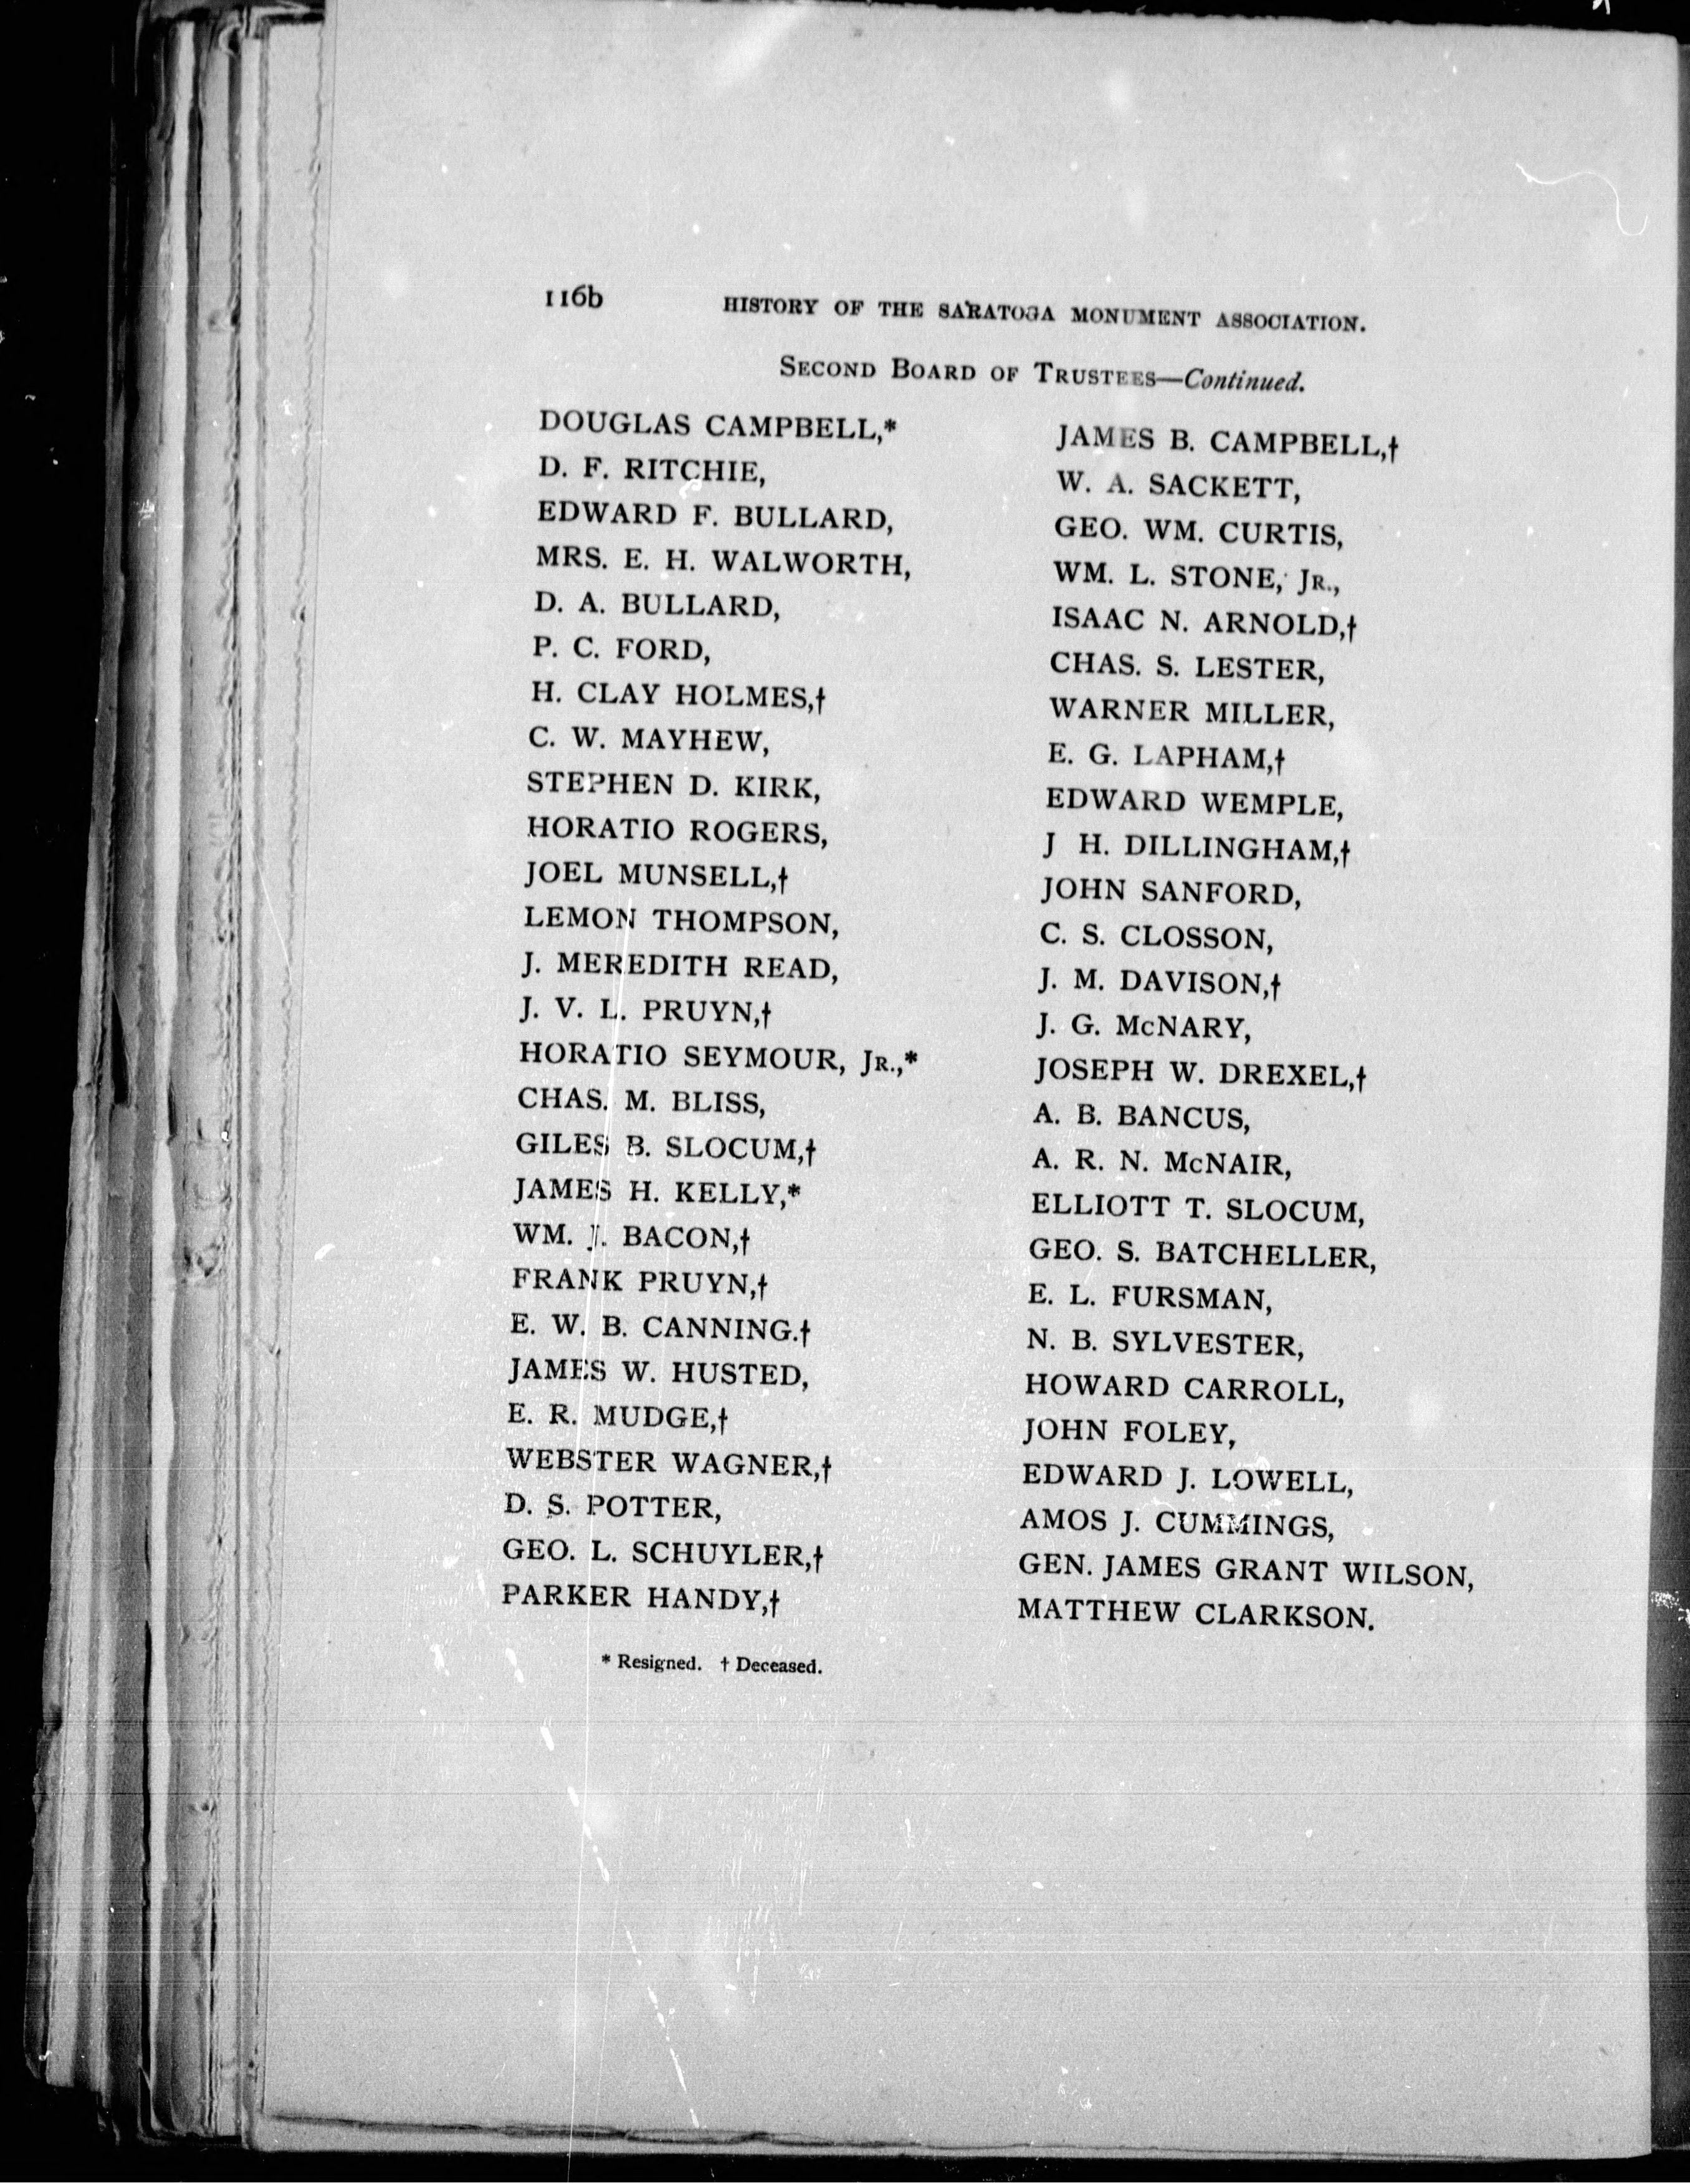 116b HISTORY OF THE SARATOGA MONUMENT ASSOCIATION.
SECOND BOARD OF TRUSTEES—Continued.
DOUGLAS CAMPBELL,*
D. F. RITCHIE,
EDWARD F. BULLARD,
MRS. E. H. WALWORTH,
D. A. BULLARD,
P. C. FORD,
H. CLAY HOLMES,†
C. W. MAYHEW,
STEPHEN D. KIRK,
HORATIO ROGERS,
JOEL MUNSELL,†
LEMON THOMPSON,
J. MEREDITH READ,
J. V. L. PRUYN,†
HORATIO SEYMOUR, JR.,*
CHAS. M. BLISS,
GILES B. SLOCUM,†
JAMES H. KELLY,*
WM. J. BACON,†
FRANK PRUYN,†
E. W. B. CANNING.†
JAMES W. HUSTED,
E. R. MUDGE,†
WEBSTER WAGNER,†
D. S. POTTER,
GEO. L. SCHUYLER,†
PARKER HANDY,†
JAMES B. CAMPBELL,†
W. A. SACKETT,
GEO. WM. CURTIS,
WM. L. STONE, JR.,
ISAAC N. ARNOLD,†
CHAS. S. LESTER,
WARNER MILLER,
E. G. LAPHAM,†
EDWARD WEMPLE,
J H. DILLINGHAM,†
JOHN SANFORD,
C. S. CLOSSON,
J. M. DAVISON,†
J. G. McNARY,
JOSEPH W. DREXEL,†
A. B. BANCUS,
A. R. N. McNAIR,
ELLIOTT T. SLOCUM,
GEO. S. BATCHELLER,
E. L. FURSMAN,
N. B. SYLVESTER,
HOWARD CARROLL,
JOHN FOLEY,
EDWARD J. LOWELL,
AMOS J. CUMMINGS,
GEN. JAMES GRANT WILSON,
MATTHEW CLARKSON.
* Resigned. † Deceased.